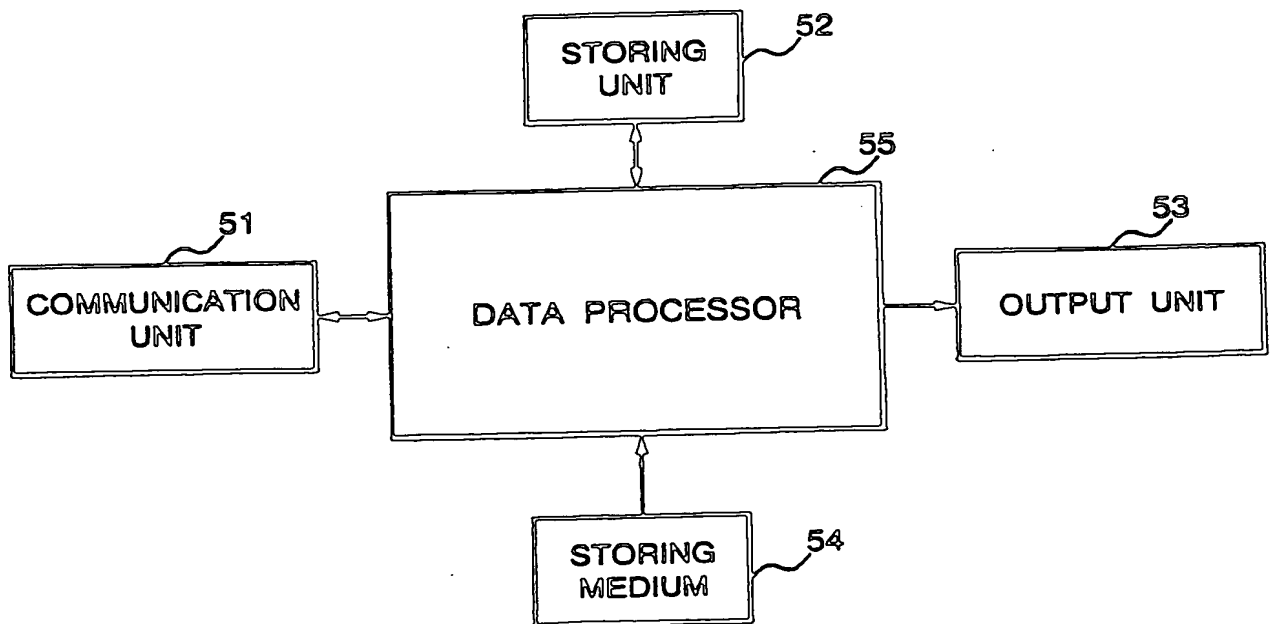 STORING
UNIT
52
55
51
COMMUNICATION
UNIT
DATA PROCESSOR
53
OUTPUT UNIT
STORING
MEDIUM
54